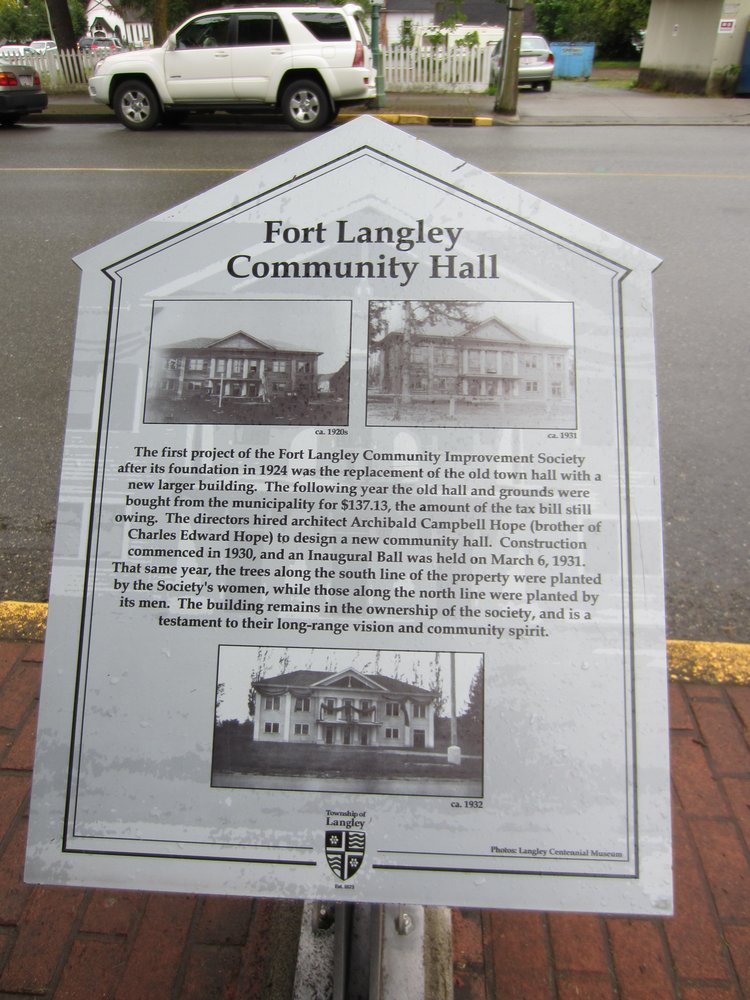 Fort Langley
Community Hall
ca. 1920s
ca. 1931
The first project of the Fort Langley Community Improvement Society
after its foundation in 1924 was the replacement of the old town hall with a
new larger building. The following year the old hall and grounds were
bought from the municipality for $137.13, the amount of the tax bill still
owing. The directors hired architect Archibald Campbell Hope (brother of
Charles Edward Hope) to design a new community hall. Construction
commenced in 1930, and an Inaugural Ball was held on March 6, 1931.
That same year, the trees along the south line of the property were planted
by the Society's women, while those along the north line were planted by
its men. The building remains in the ownership of the society, and is a
testament to their long-range vision and community spirit.
ca. 1932
Township of
Langley
Est. 1873
Photos: Langley Centennial Museum